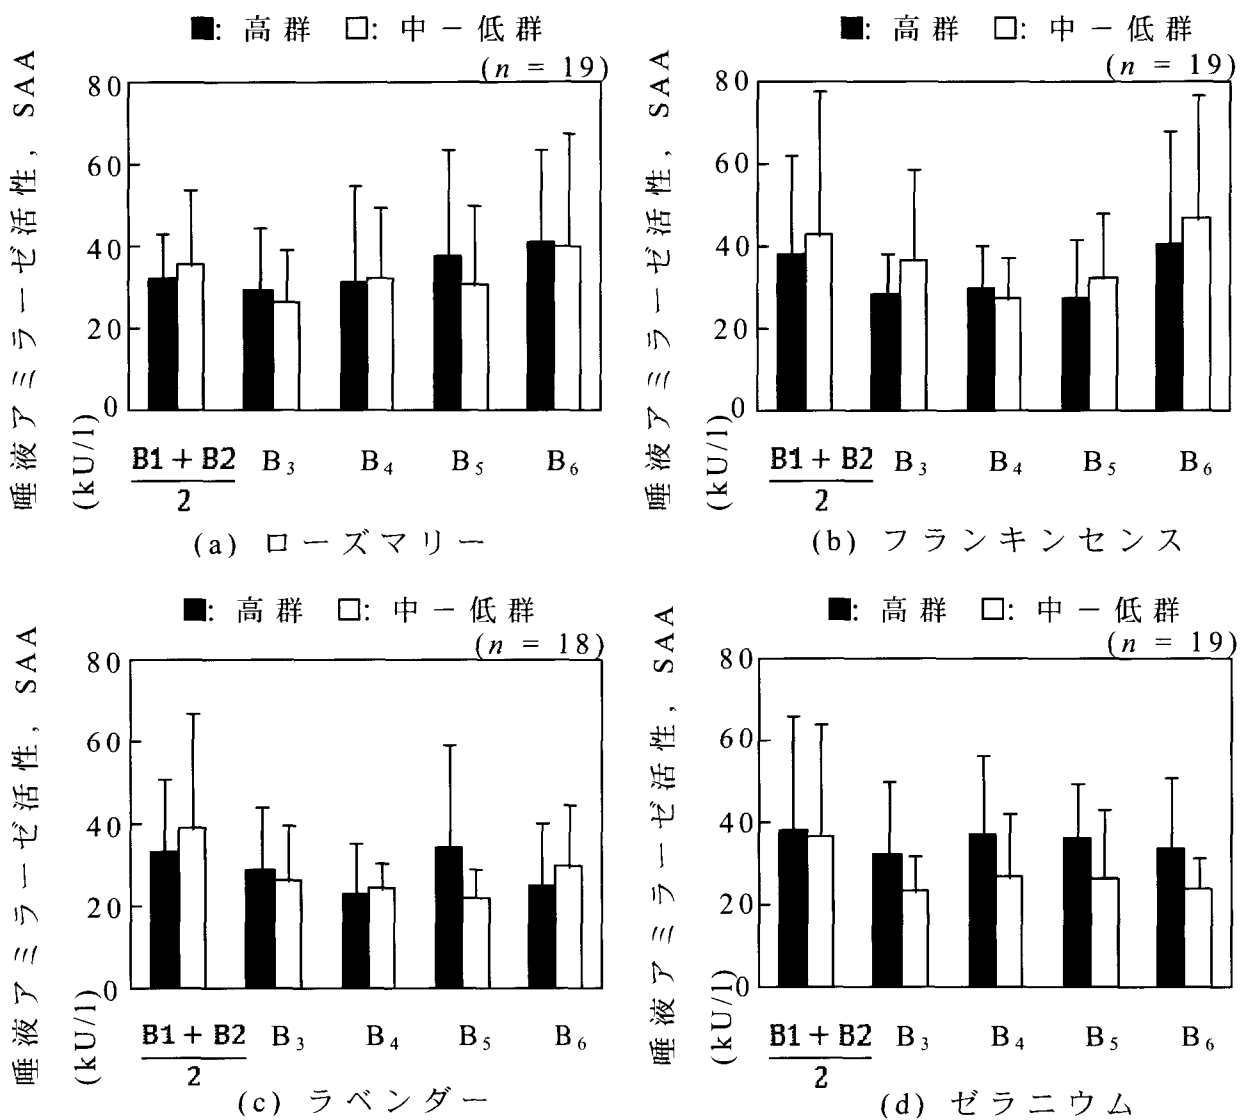 ■: 高群 □: 中－低群
(n = 19)
唾液アミラーゼ活性, SAA
(kU/l)
80
60
40
20
0
B1 + B2
2
B₃
B₄
B₅
B₆
(a) ローズマリー
■: 高群 □: 中－低群
(n = 19)
唾液アミラーゼ活性, SAA
(kU/l)
80
60
40
20
0
B1 + B2
2
B₃
B₄
B₅
B₆
(b) フランキンセンス
■: 高群 □: 中－低群
(n = 18)
唾液アミラーゼ活性, SAA
(kU/l)
80
60
40
20
0
B1 + B2
2
B₃
B₄
B₅
B₆
(c) ラベンダー
■: 高群 □: 中－低群
(n = 19)
唾液アミラーゼ活性, SAA
(kU/l)
80
60
40
20
0
B1 + B2
2
B₃
B₄
B₅
B₆
(d) ゼラニウム